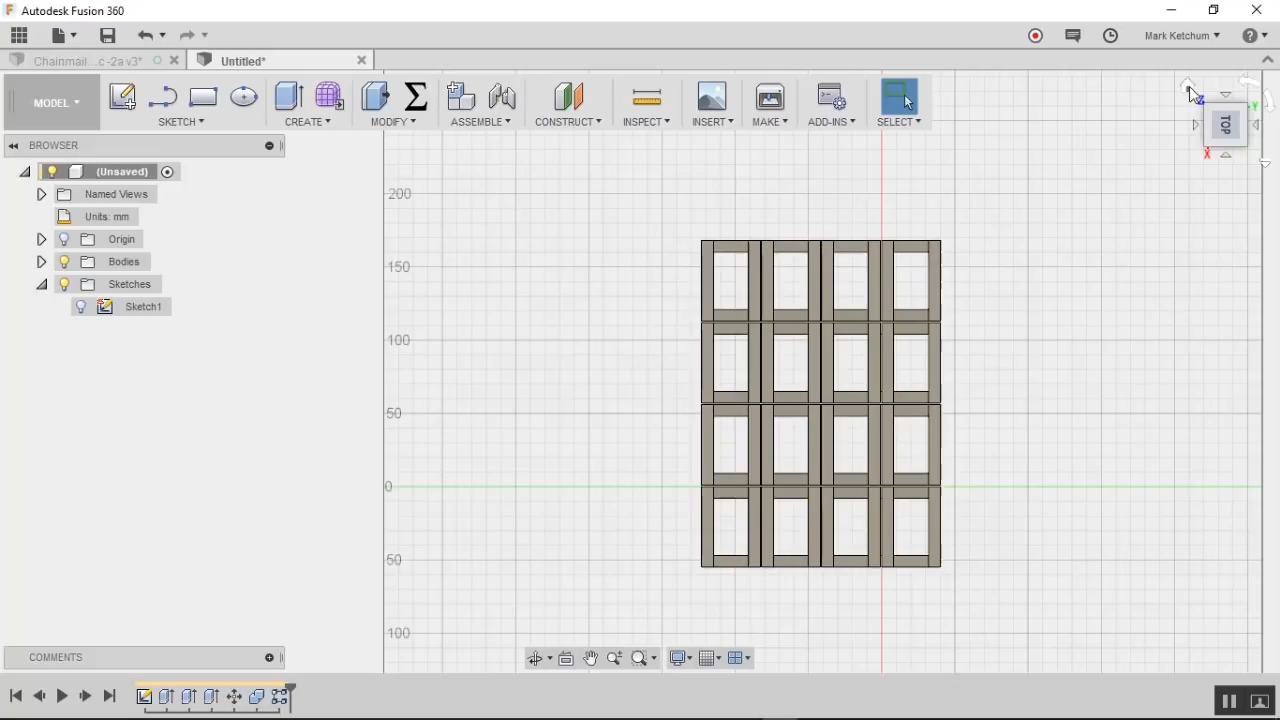 Autodesk Fusion 360
Mark Ketchum
Chainmail...c -2a v3*
Untitled*
MODEL
SKETCH
CREATE
MODIFY
ASSEMBLE
CONSTRUCT
INSPECT
INSERT
MAKE
ADD-INS
SELECT
TOP
Z
Y
X
BROWSER
(Unsaved)
Named Views
Units: mm
Origin
Bodies
Sketches
Sketch1
200
150
100
50
0
50
100
COMMENTS